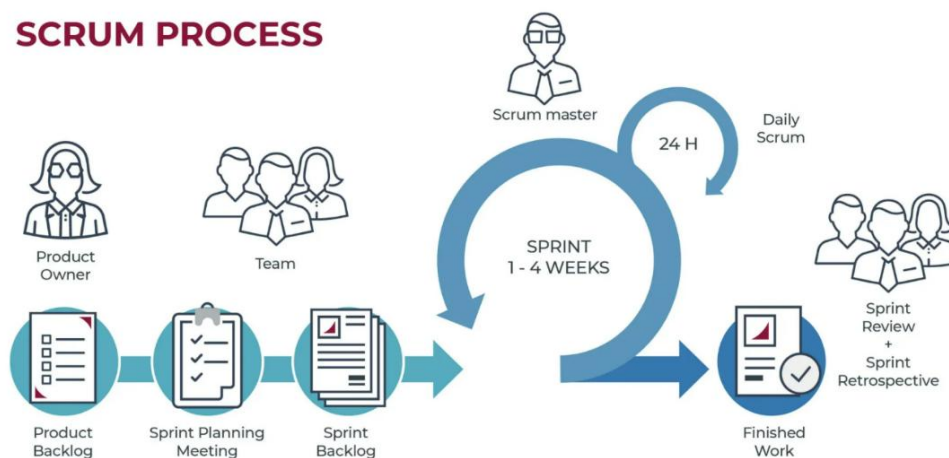 SCRUM PROCESS
Scrum master
24 H
Daily
Scrum
Product
Owner
Team
SPRINT
1 - 4 WEEKS
Sprint
Review
+
Sprint
Retrospective
Product
Backlog
Sprint Planning
Meeting
Sprint
Backlog
Finished
Work